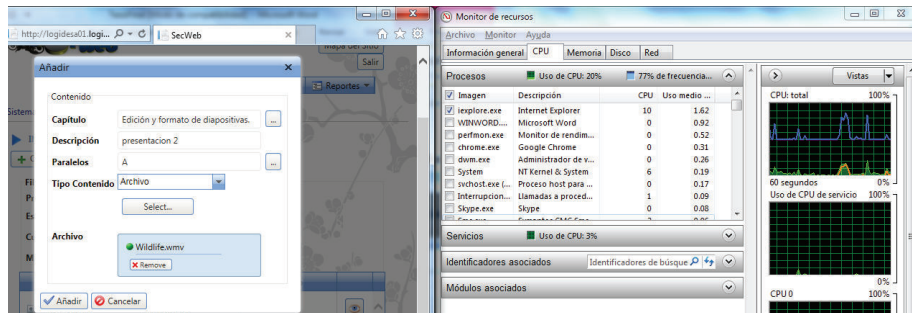 http://logidesa01.logi...
SecWeb
Mapa del Sitio
Salir
Reportes
Añadir
Contenido
Capítulo
Edición y formato de diapositivas.
...
Descripción
presentacion 2
Paralelos
A
...
Tipo Contenido
Archivo
Select...
Archivo
Wildlife.wmv
Remove
Añadir
Cancelar
Monitor de recursos
Archivo Monitor Ayuda
Información general CPU Memoria Disco Red
Procesos Uso de CPU: 20% 77% de frecuencia...
Imagen Descripción CPU Uso medio ...
iexplore.exe Internet Explorer 10 1.62
WINWORD.... Microsoft Word 0 0.92
perfmon.exe Monitor de rendim... 0 0.52
chrome.exe Google Chrome 0 0.31
dwm.exe Administrador de v... 0 0.26
System NT Kernel & System 6 0.19
svchost.exe (... Proceso host para ... 0 0.17
Interrupcion... Llamadas a proced... 1 0.09
Skype.exe Skype 0 0.08
Servicios Uso de CPU: 3%
Identificadores asociados Identificadores de búsque
Módulos asociados
Vistas
CPU: total 100%
60 segundos 0%
Uso de CPU de servicio 100%
0%
CPU 0 100%